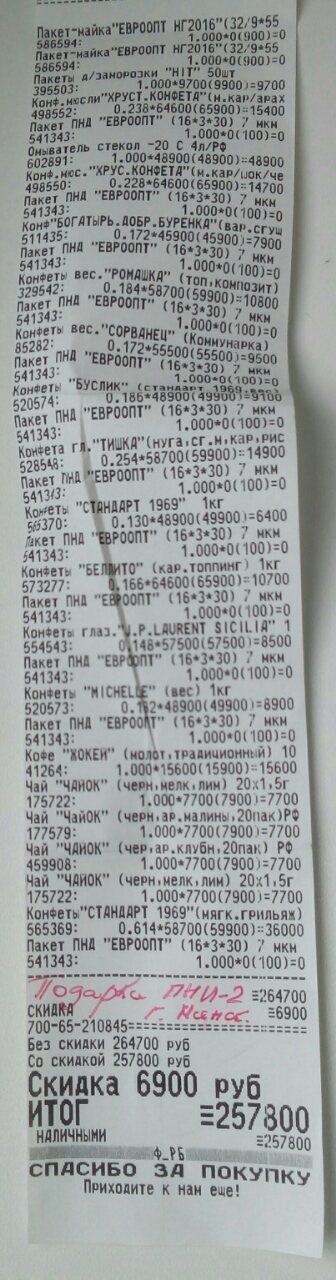 Пакет-майка"ЕВРООПТ НГ2016"(32/9*55
586594: 1.000*0(900)=0
Пакет-майка"ЕВРООПТ НГ2016"(32/9*55
586594: 1.000*0(900)=0
Пакеты д/заморозки "HIT" 50шт
395503: 1.000*9700(9900)=9700
Конф.мюсли"ХРУСТ.КОНФЕТА"(м.кар/арах
498552: 0.238*64600(65900)=15400
Пакет ПНД "ЕВРООПТ" (16*3*30) 7 мкм
541343: 1.000*0(100)=0
Омыватель стекол -20 С 4л/РФ
602891: 1.000*48900(48900)=48900
Конф.мюс."ХРУС.КОНФЕТА"(м.кар/шок/че
498550: 0.228*64600(65900)=14700
Пакет ПНД "ЕВРООПТ" (16*3*30) 7 мкм
541343: 1.000*0(100)=0
Конф"БОГАТЫРЬ.ДОБР.БУРЕНКА"(вар.сгущ
511435: 0.172*45900(45900)=7900
Пакет ПНД "ЕВРООПТ" (16*3*30) 7 мкм
541343: 1.000*0(100)=0
Конфеты вес."РОМАШКА" (топ,композит)
329542: 0.184*58700(59900)=10800
Пакет ПНД "ЕВРООПТ" (16*3*30) 7 мкм
541343: 1.000*0(100)=0
Конфеты вес."СОРВАНЕЦ" (Коммунарка)
85282: 0.172*55500(55500)=9500
Пакет ПНД "ЕВРООПТ" (16*3*30) 7 мкм
541343: 1.000*0(100)=0
Конфеты "БУСЛИК" (стандарт 1969,вес)
520574: 0.186*48900(49900)=9100
Пакет ПНД "ЕВРООПТ" (16*3*30) 7 мкм
541343: 1.000*0(100)=0
Конфета гл."ТИШКА"(нуга,сг.м,кар,рис
528548: 0.254*58700(59900)=14900
Пакет ПНД "ЕВРООПТ" (16*3*30) 7 мкм
541343: 1.000*0(100)=0
Конфеты "СТАНДАРТ 1969" 1кг
565370: 0.130*48900(49900)=6400
Пакет ПНД "ЕВРООПТ" (16*3*30) 7 мкм
541343: 1.000*0(100)=0
Конфеты "БЕЛЛИТО" (кар.топпинг) 1кг
573277: 0.166*64600(65900)=10700
Пакет ПНД "ЕВРООПТ" (16*3*30) 7 мкм
541343: 1.000*0(100)=0
Конфеты глаз."J.P.LAURENT SICILIA" 1
554543: 0.148*57500(57500)=8500
Пакет ПНД "ЕВРООПТ" (16*3*30) 7 мкм
541343: 1.000*0(100)=0
Конфеты "MICHELLE" (вес) 1кг
520573: 0.182*48900(49900)=8900
Пакет ПНД "ЕВРООПТ" (16*3*30) 7 мкм
541343: 1.000*0(100)=0
Кофе "ЖОКЕЙ" (молот,традиционный) 10
41264: 1.000*15600(15900)=15600
Чай "ЧАЙОК" (черн,мелк,лим) 20х1,5г
175722: 1.000*7700(7900)=7700
Чай "ЧайОК" (черн,ар.малины,20пак)РФ
177579: 1.000*7700(7900)=7700
Чай "ЧАЙОК" (чер,ар.клубн,20пак) РФ
459908: 1.000*7700(7900)=7700
Чай "ЧАЙОК" (черн,мелк,лим) 20х1,5г
175722: 1.000*7700(7900)=7700
Конфеты"СТАНДАРТ 1969"(мягк.грильяж)
565369: 0.614*58700(59900)=36000
Пакет ПНД "ЕВРООПТ" (16*3*30) 7 мкм
541343: 1.000*0(100)=0
Подарки ПНИ-2 ≡264700
СКИДКА г. ≡6900
700-65-210845
Без скидки 264700 руб
Со скидкой 257800 руб
Скидка 6900 руб
ИТОГ ≡257800
НАЛИЧНЫМИ ≡257800
Ф_РБ
СПАСИБО ЗА ПОКУПКУ
Приходите к нам еще!